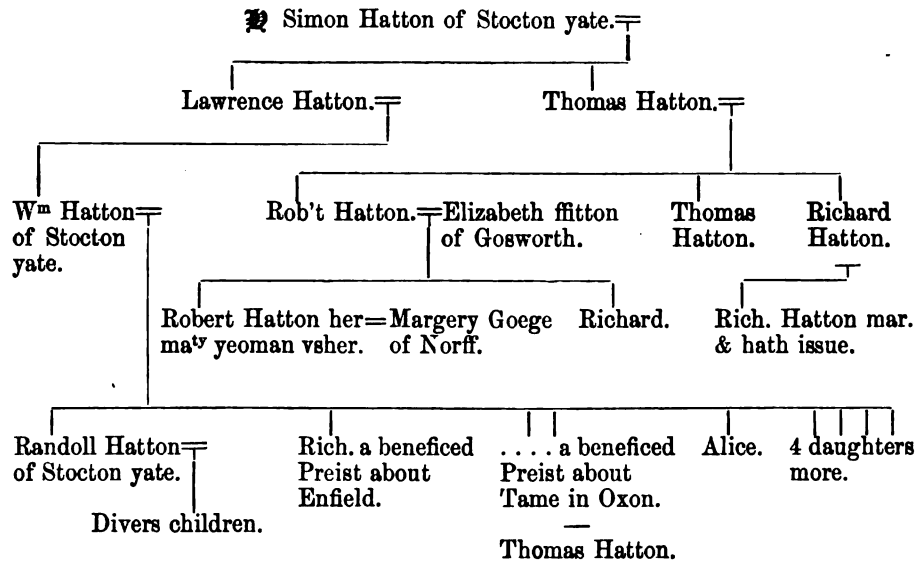 Simon Hatton of Stocton yate.
Lawrence Hatton.
Thomas Hatton.
Wᵐ Hatton
of Stocton
yate.
Rob't Hatton.
Elizabeth ffitton
of Gosworth.
Thomas
Hatton.
Richard
Hatton.
Robert Hatton her
maᵗʸ yeoman vsher.
Margery Goege
of Norff.
Richard.
Rich. Hatton mar.
& hath issue.
Randoll Hatton
of Stocton yate.
Divers children.
Rich. a beneficed
Preist about
Enfield.
.... a beneficed
Preist about
Tame in Oxon.
Thomas Hatton.
Alice.
4 daughters
more.